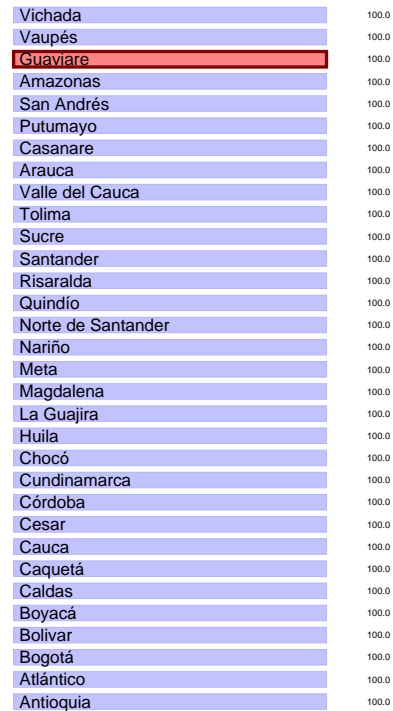 Vichada 100.0
Vaupés 100.0
Guaviare 100.0
Amazonas 100.0
San Andrés 100.0
Putumayo 100.0
Casanare 100.0
Arauca 100.0
Valle del Cauca 100.0
Tolima 100.0
Sucre 100.0
Santander 100.0
Risaralda 100.0
Quindío 100.0
Norte de Santander 100.0
Nariño 100.0
Meta 100.0
Magdalena 100.0
La Guajira 100.0
Huila 100.0
Chocó 100.0
Cundinamarca 100.0
Córdoba 100.0
Cesar 100.0
Cauca 100.0
Caquetá 100.0
Caldas 100.0
Boyacá 100.0
Bolivar 100.0
Bogotá 100.0
Atlántico 100.0
Antioquia 100.0